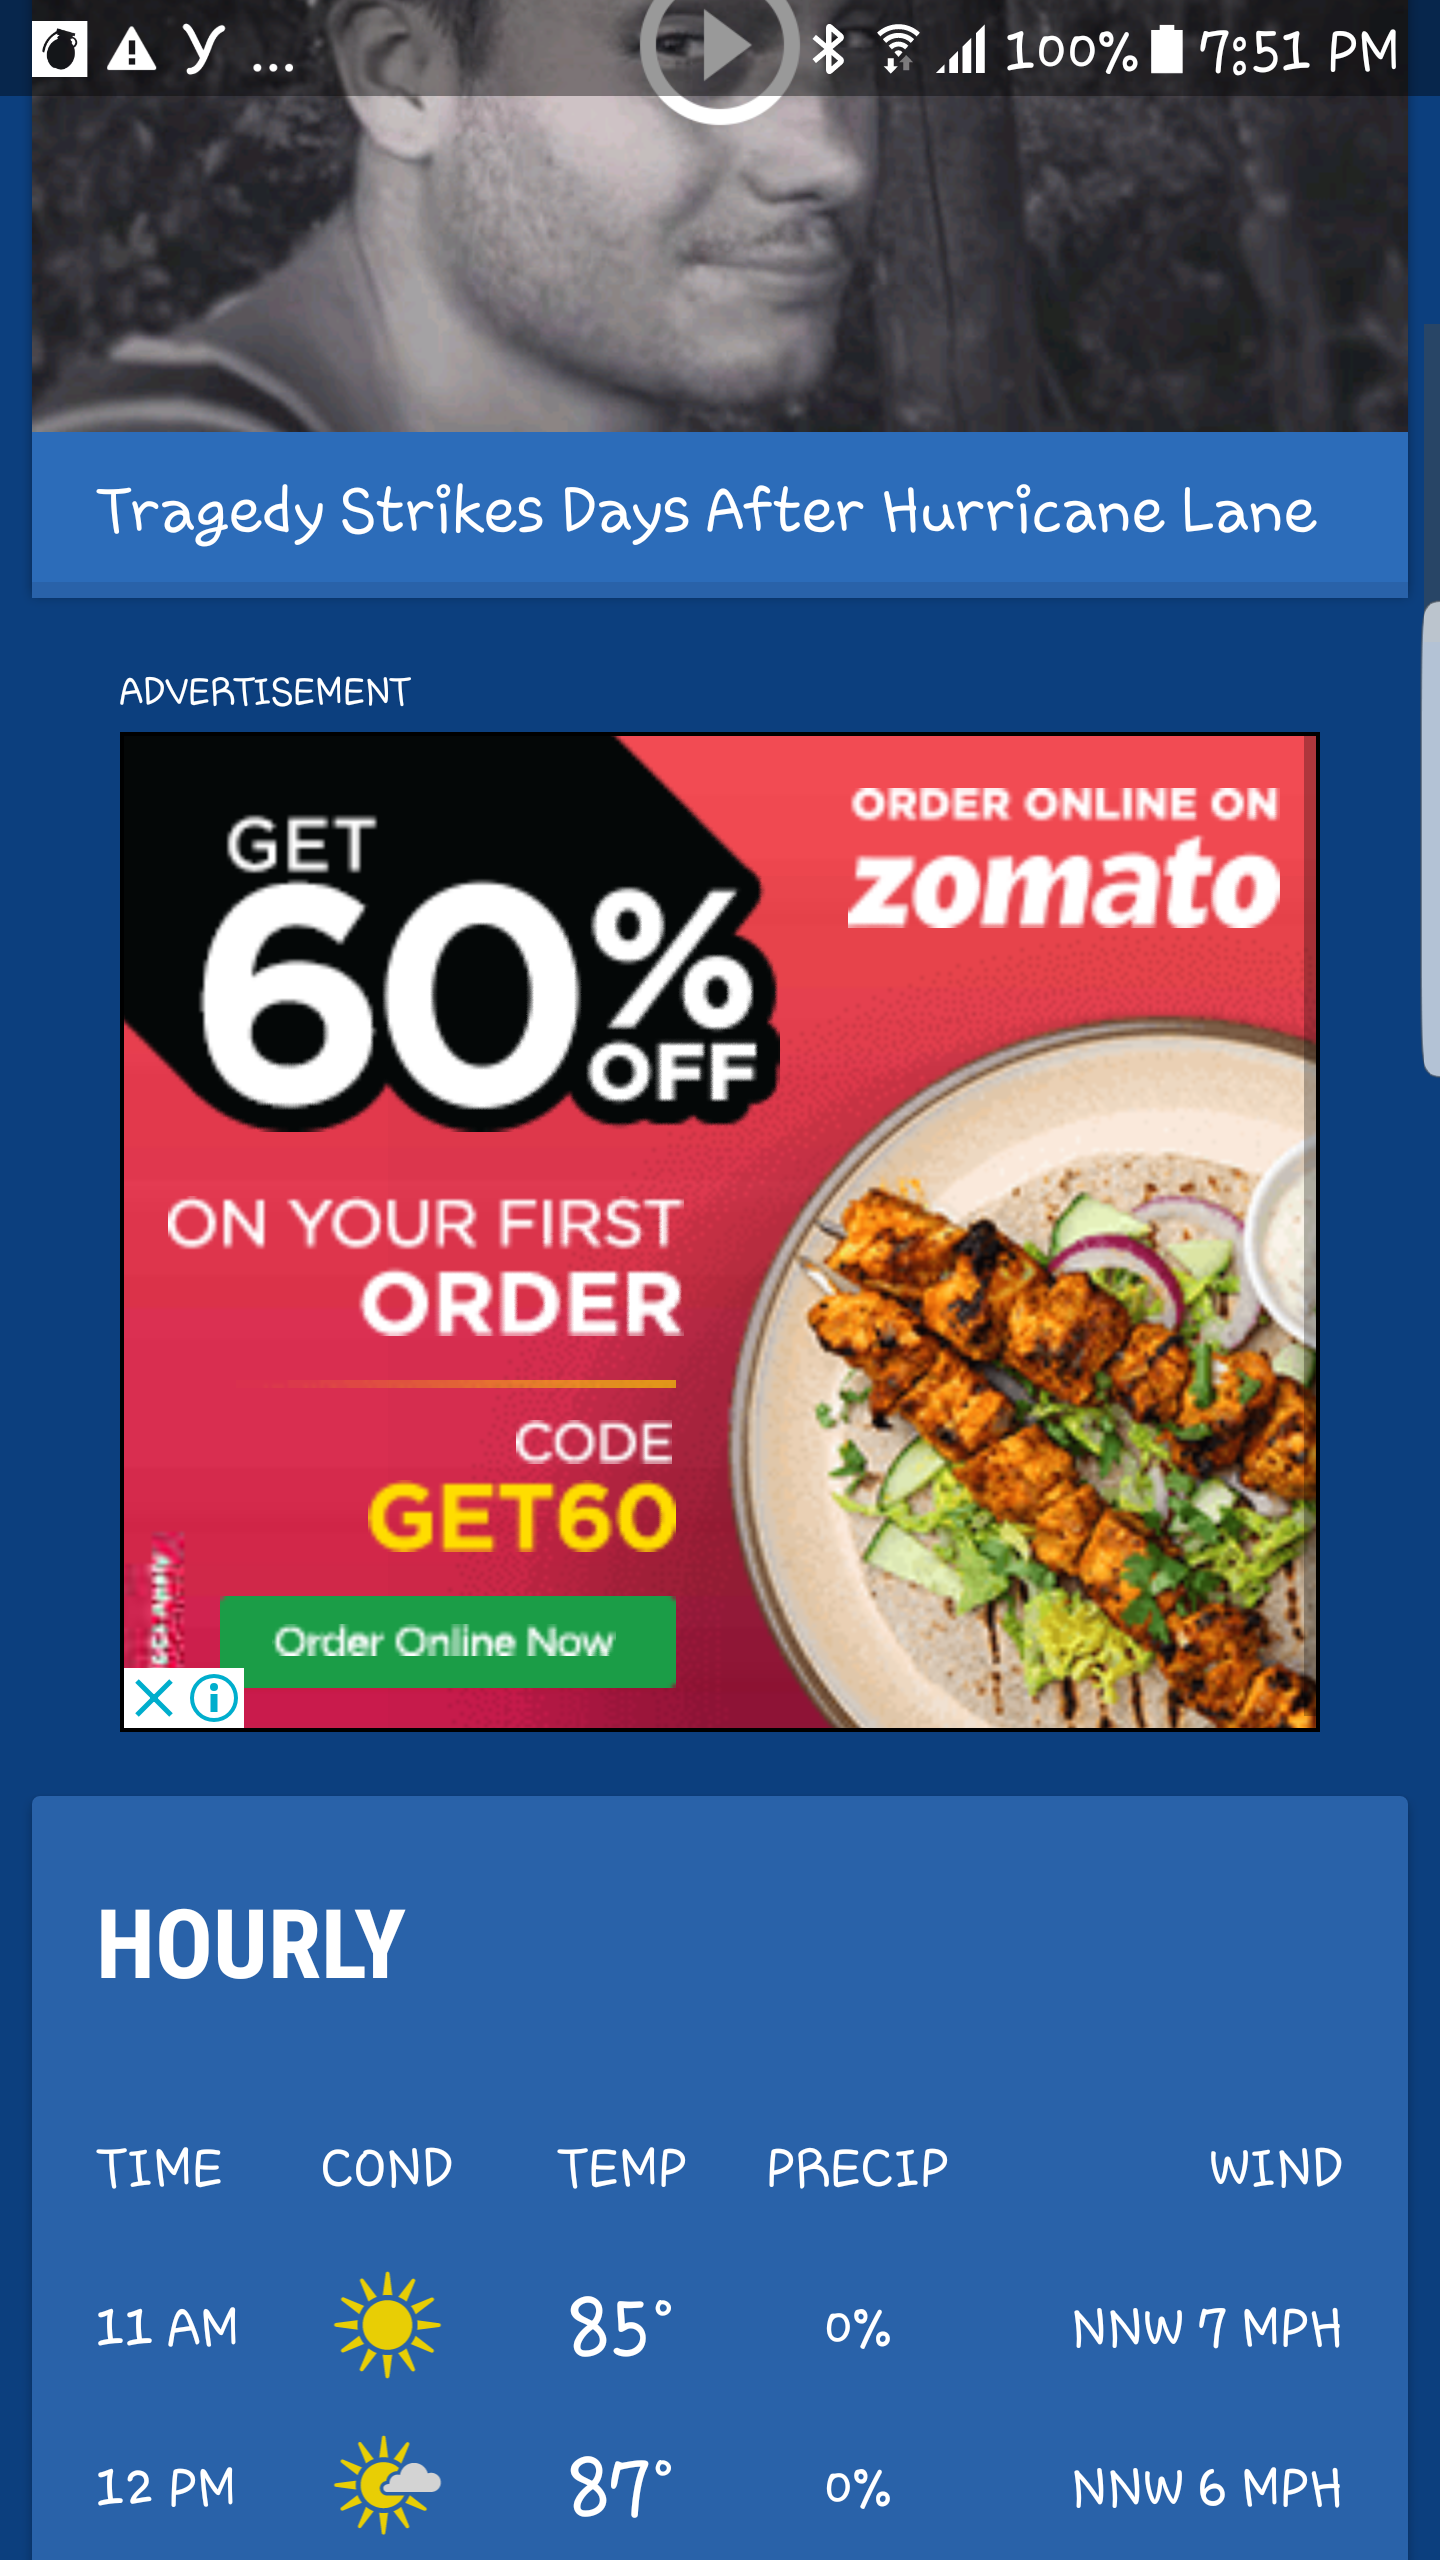 100% 7:51 PM
Tragedy Strikes Days After Hurricane Lane
ADVERTISEMENT
GET
60%
OFF
ORDER ONLINE ON
zomato
ON YOUR FIRST
ORDER
CODE
GET60
Order Online Now
HOURLY
TIME COND TEMP PRECIP WIND
11 AM 85° 0% NNW 7 MPH
12 PM 87° 0% NNW 6 MPH